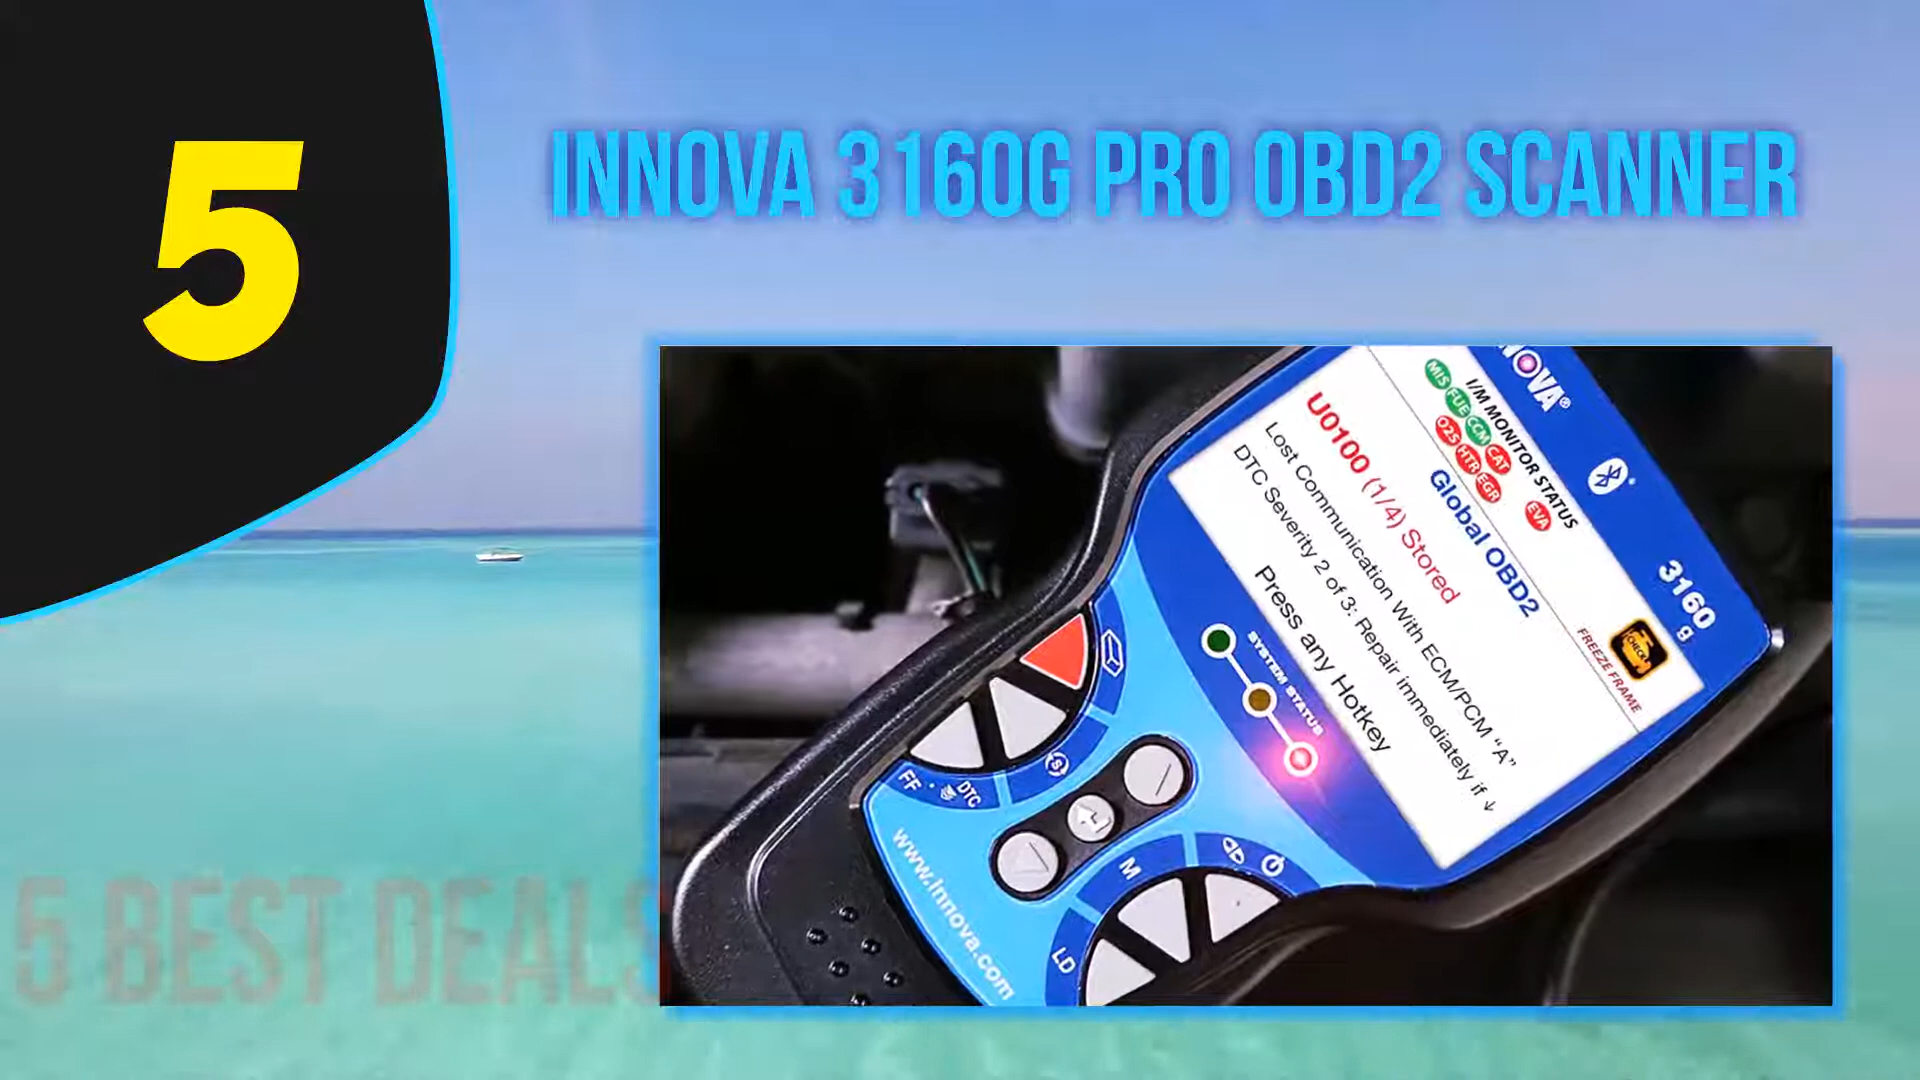 5
INNOVA 3160G PRO OBD2 SCANNER
NOVA®
3160
g
I/M MONITOR STATUS
MIS
FUE
CCM
CAT
EVA
O2S
HTR
EGR
Global OBD2
FREEZE FRAME
CHECK
U0100 (1/4) Stored
Lost Communication With ECM/PCM “A”
DTC Severity 2 of 3: Repair immediately if ↓
Press any Hotkey
SYSTEM STATUS
FF
DTC
S
M
LD
www.innova.com
5 BEST DEALS